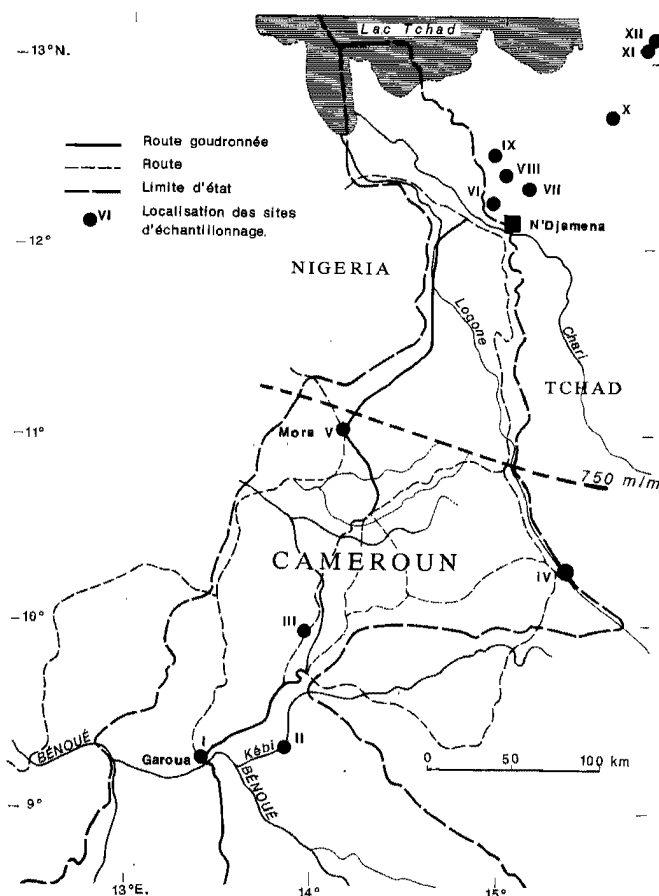 Lac Tchad
13°N.
XII
XI
X
Route goudronnée
Route
Limite d'état
VI Localisation des sites
d'échantillonnage.
IX
VIII
VII
VI
N'Djamena
12°
NIGERIA
Logone
Chari
TCHAD
Mora V
11°
750 m/m
CAMEROUN
IV
10°
III
BÉNOUÉ
I
Garoua
Kébi
II
BÉNOUÉ
0 50 100 km
9°
13°E.
14°
15°